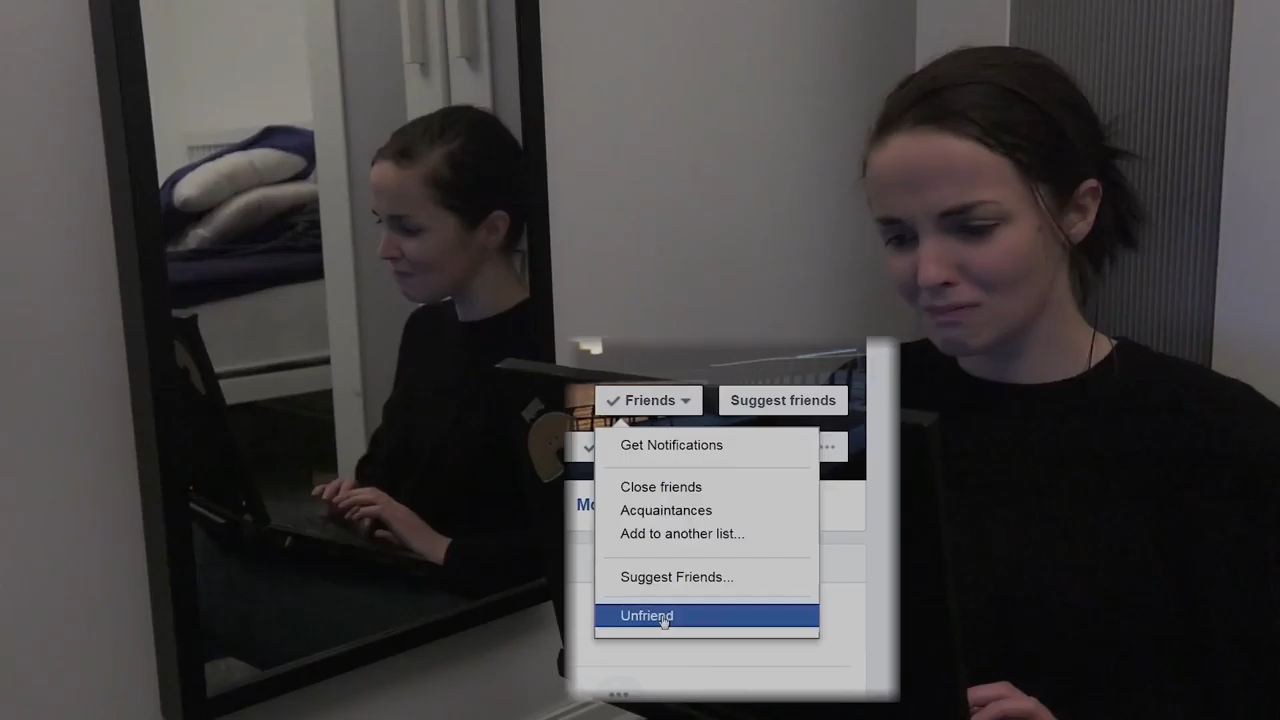 Friends
Suggest friends
Get Notifications
Close friends
Acquaintances
Add to another list...
Suggest Friends...
Unfriend